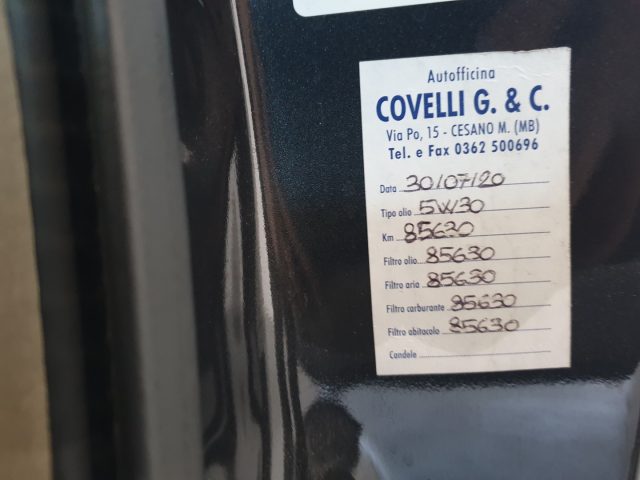 Autofficina
COVELLI G. & C.
Via Po, 15 - CESANO M. (MB)
Tel. e Fax 0362 500696
Data 30/07/20
Tipo olio 5W30
Km 85630
Filtro olio 85630
Filtro aria 85630
Filtro carburante 85630
Filtro abitacolo 85630
Candele